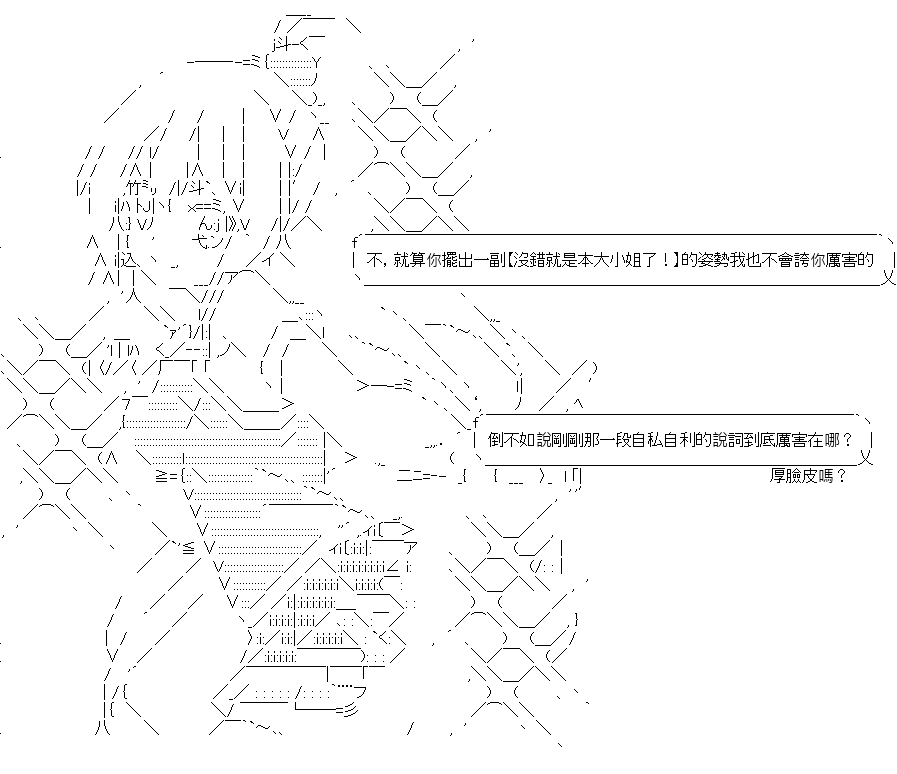 不，就算你擺出一副【沒錯就是本大小姐了！】的姿勢我也不會誇你厲害的
倒不如說剛剛那一段自私自利的說詞到底厲害在哪？
厚臉皮嗎？